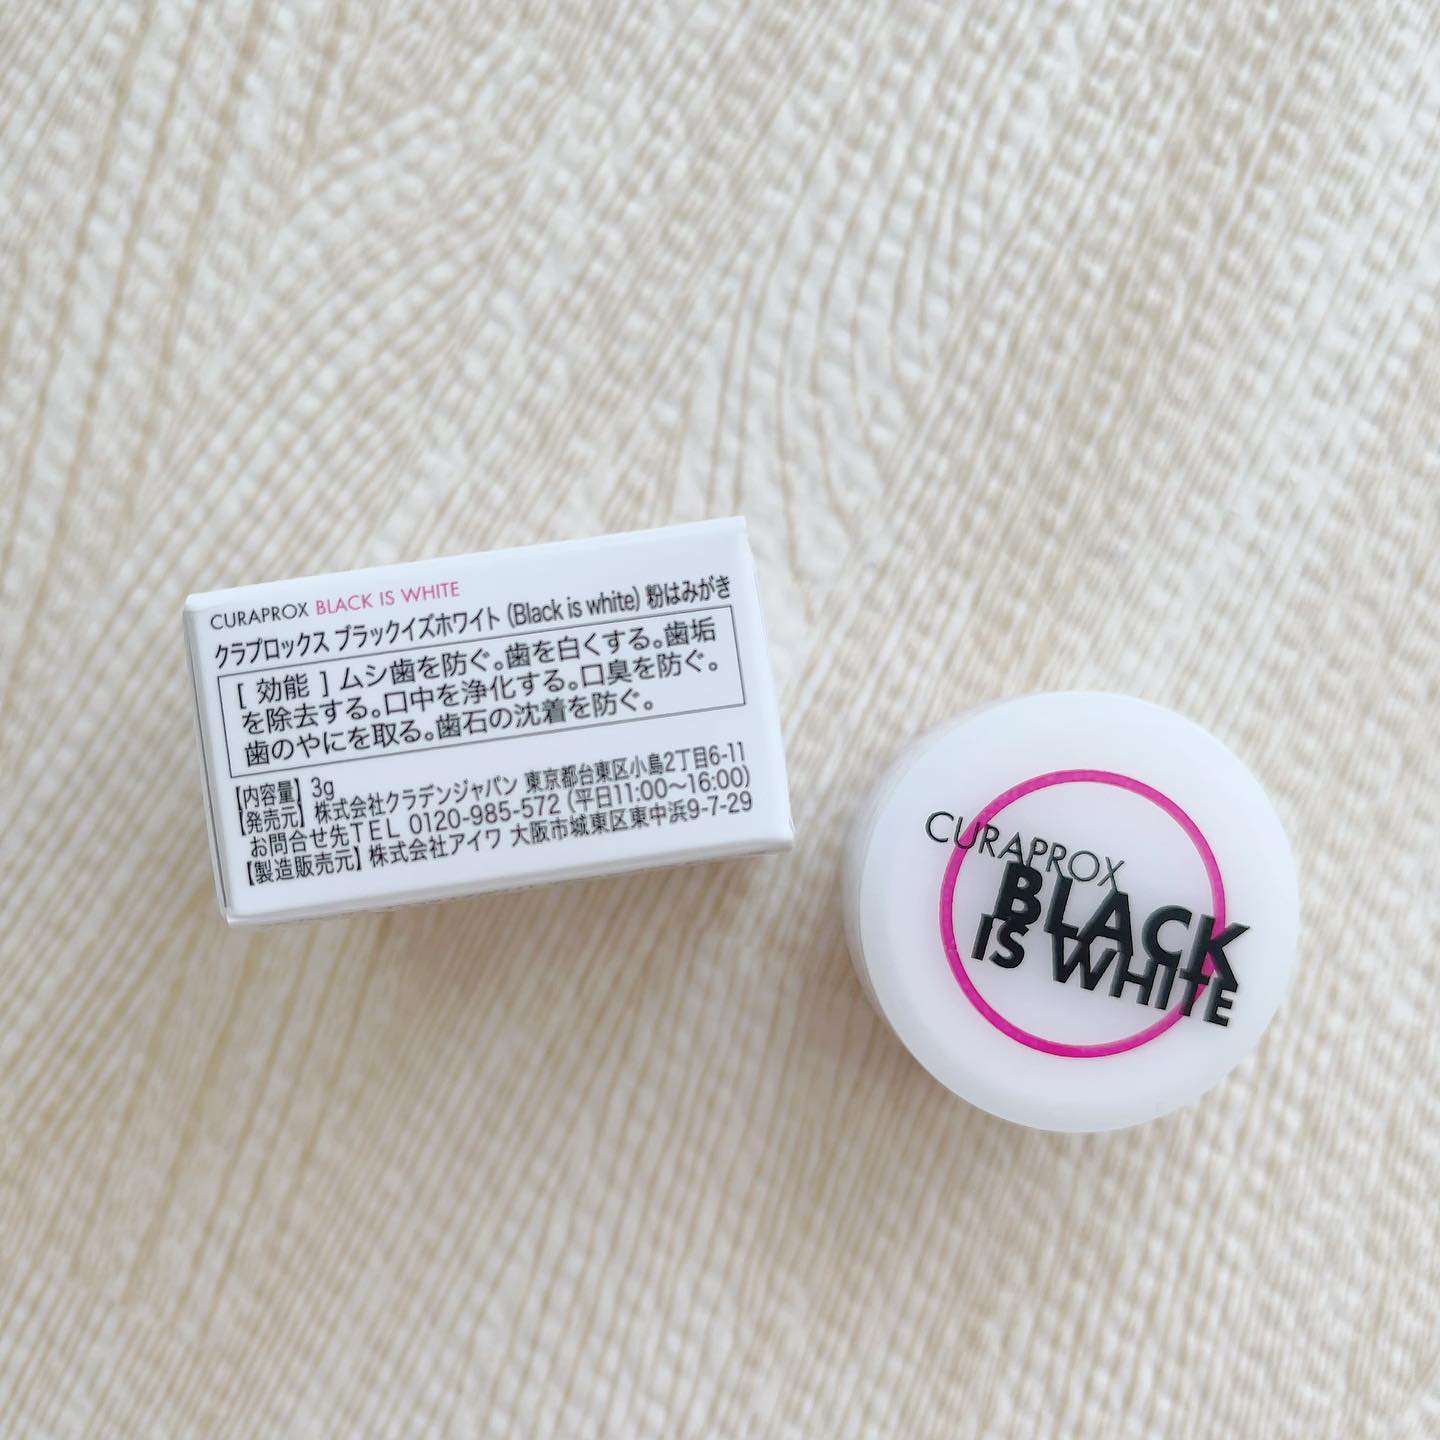 CURAPROX BLACK IS WHITE
クラプロックス ブラックイズホワイト (Black is white) 粉はみがき
[ 効能 ] ムシ歯を防ぐ。歯を白くする。歯垢
を除去する。口中を浄化する。口臭を防ぐ。
歯のやにを取る。歯石の沈着を防ぐ。
【内容量】 3g
【発売元】 株式会社クラデンジャパン 東京都台東区小島2丁目6-11
お問合せ先TEL 0120-985-572 (平日11:00~16:00)
【製造販売元】 株式会社アイワ 大阪市城東区東中浜9-7-29
CURAPROX
BLACK
IS WHITE